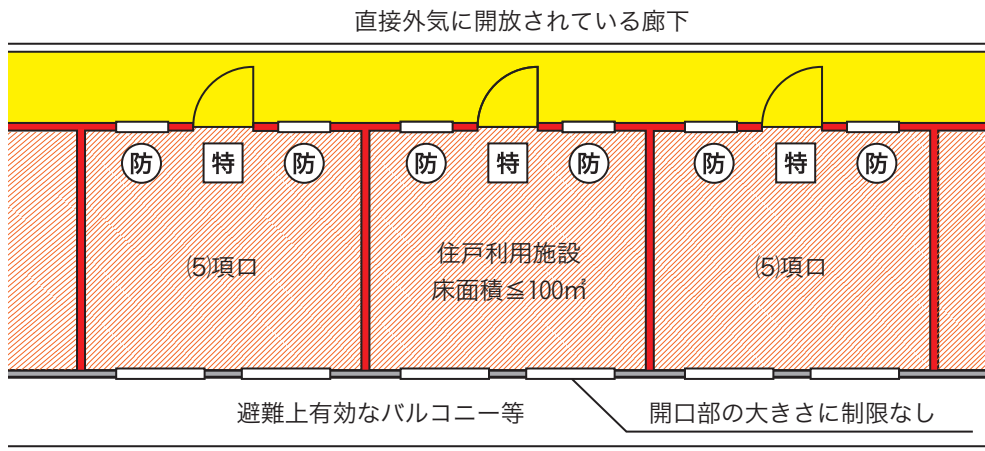 直接外気に開放されている廊下
防 特 防 防 特 防 防 特 防
⑸項ロ
住戸利用施設
床面積≦100㎡
⑸項ロ
避難上有効なバルコニー等
開口部の大きさに制限なし